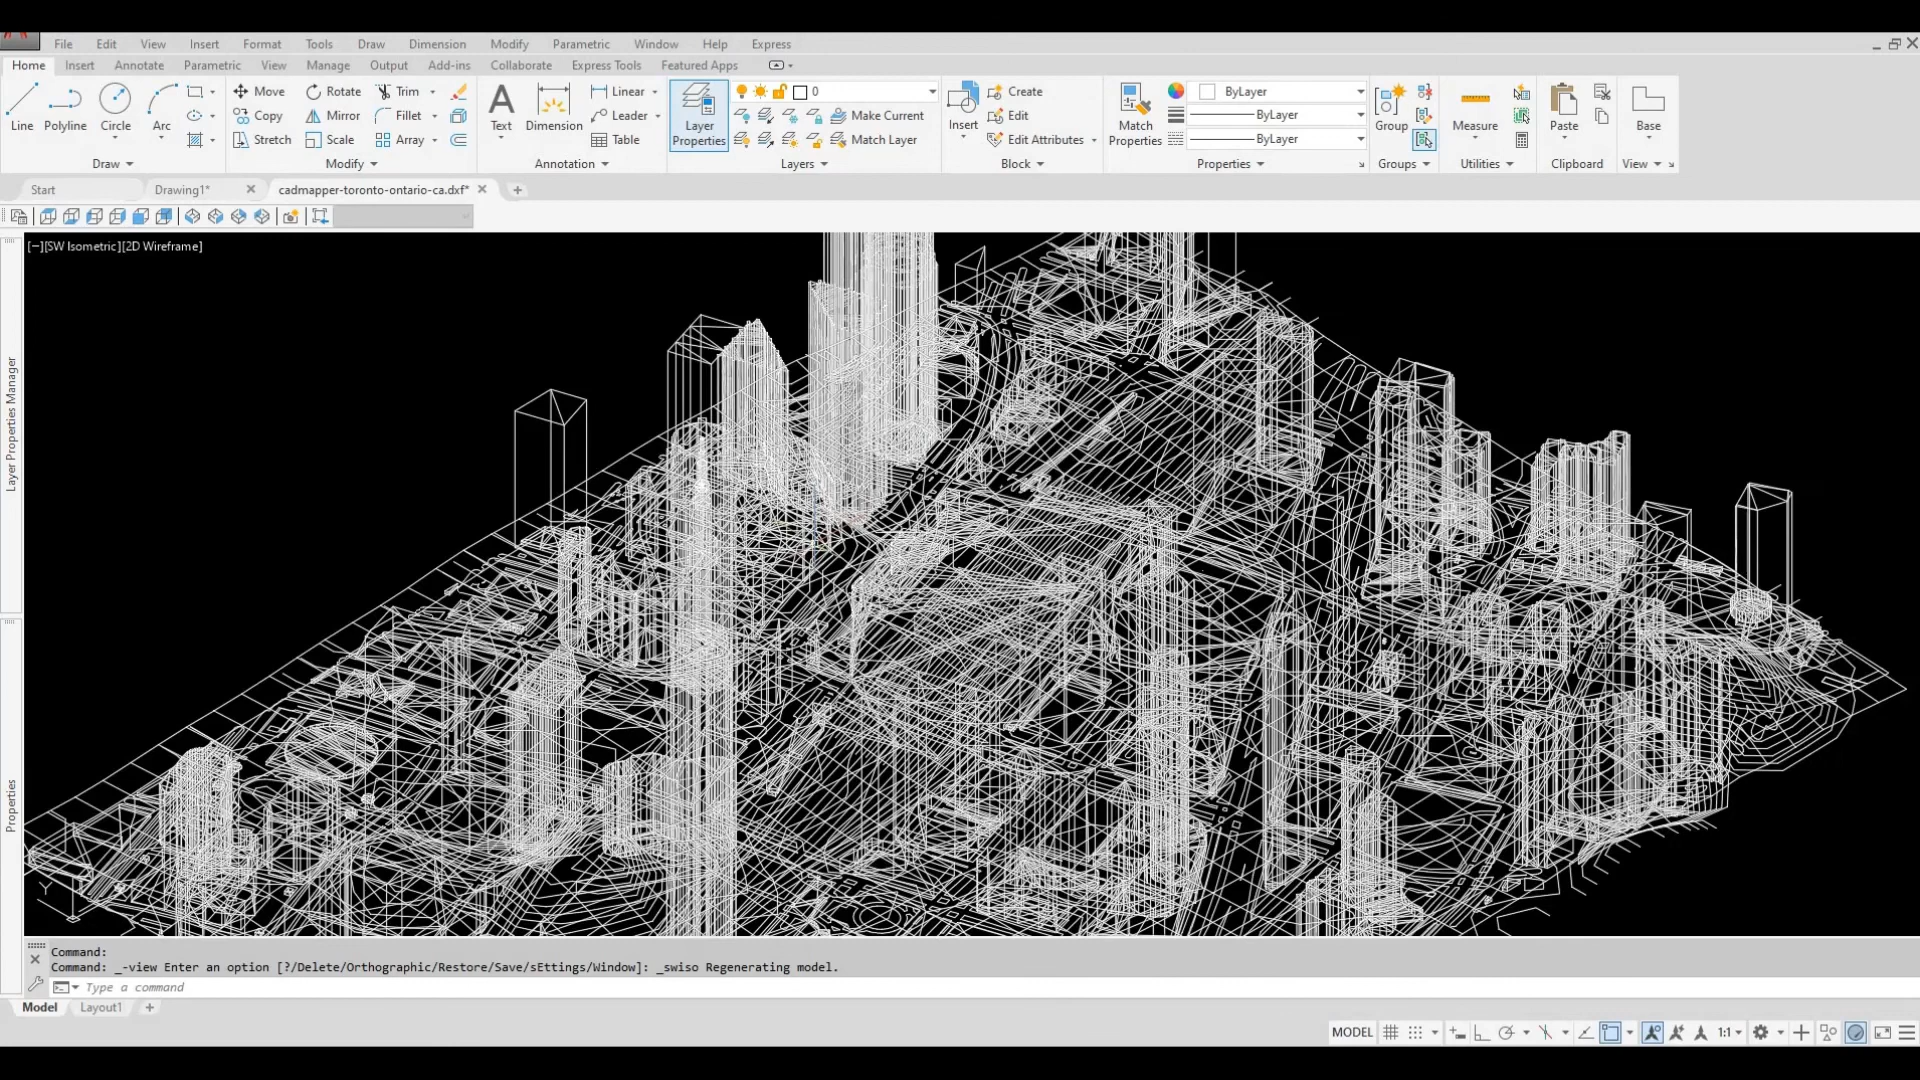 File Edit View Insert Format Tools Draw Dimension Modify Parametric Window Help Express
Home Insert Annotate Parametric View Manage Output Add-ins Collaborate Express Tools Featured Apps
Line Polyline Circle Arc
Draw
Move Rotate Trim
Copy Mirror Fillet
Stretch Scale Array
Modify
Text Dimension
Linear
Leader
Table
Annotation
Layer Properties
0
Make Current
Match Layer
Layers
Insert
Create
Edit
Edit Attributes
Block
Match Properties
ByLayer
ByLayer
ByLayer
Properties
Group
Groups
Measure
Utilities
Paste
Clipboard
Base
View
Start Drawing1* cadmapper-toronto-ontario-ca.dxf*
[−][SW Isometric][2D Wireframe]
Layer Properties Manager
Properties
Y
Command:
Command: _-view Enter an option [?/Delete/Orthographic/Restore/Save/sEttings/Window]: _swiso Regenerating model.
Type a command
Model Layout1
MODEL 1:1